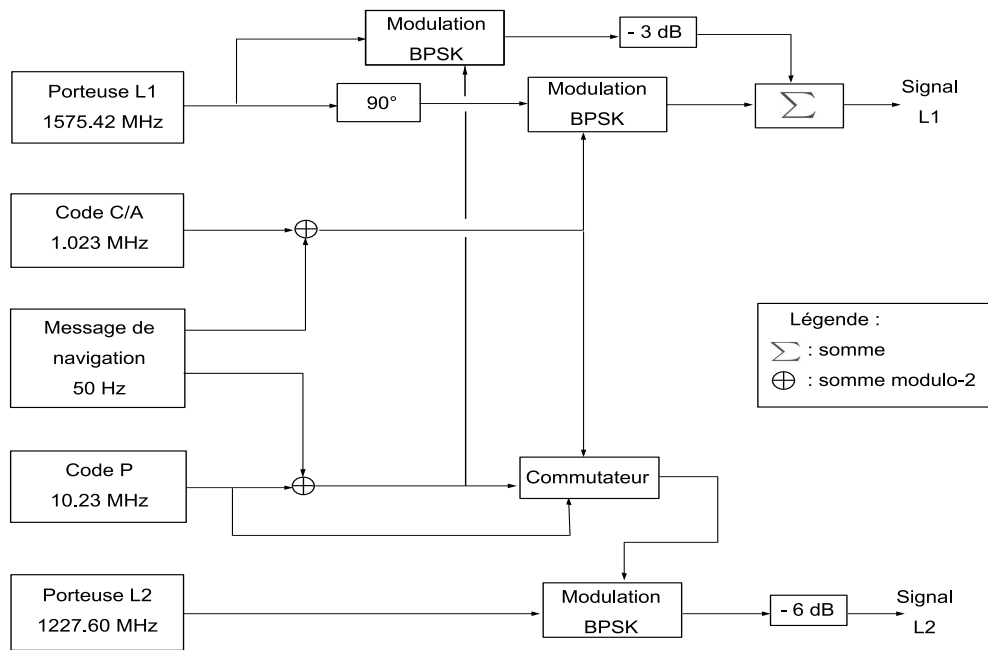 Modulation
BPSK
- 3 dB
Porteuse L1
1575.42 MHz
90°
Modulation
BPSK
∑
Signal
L1
Code C/A
1.023 MHz
Message de
navigation
50 Hz
Légende :
∑ : somme
⊕ : somme modulo-2
Code P
10.23 MHz
Commutateur
Porteuse L2
1227.60 MHz
Modulation
BPSK
- 6 dB
Signal
L2